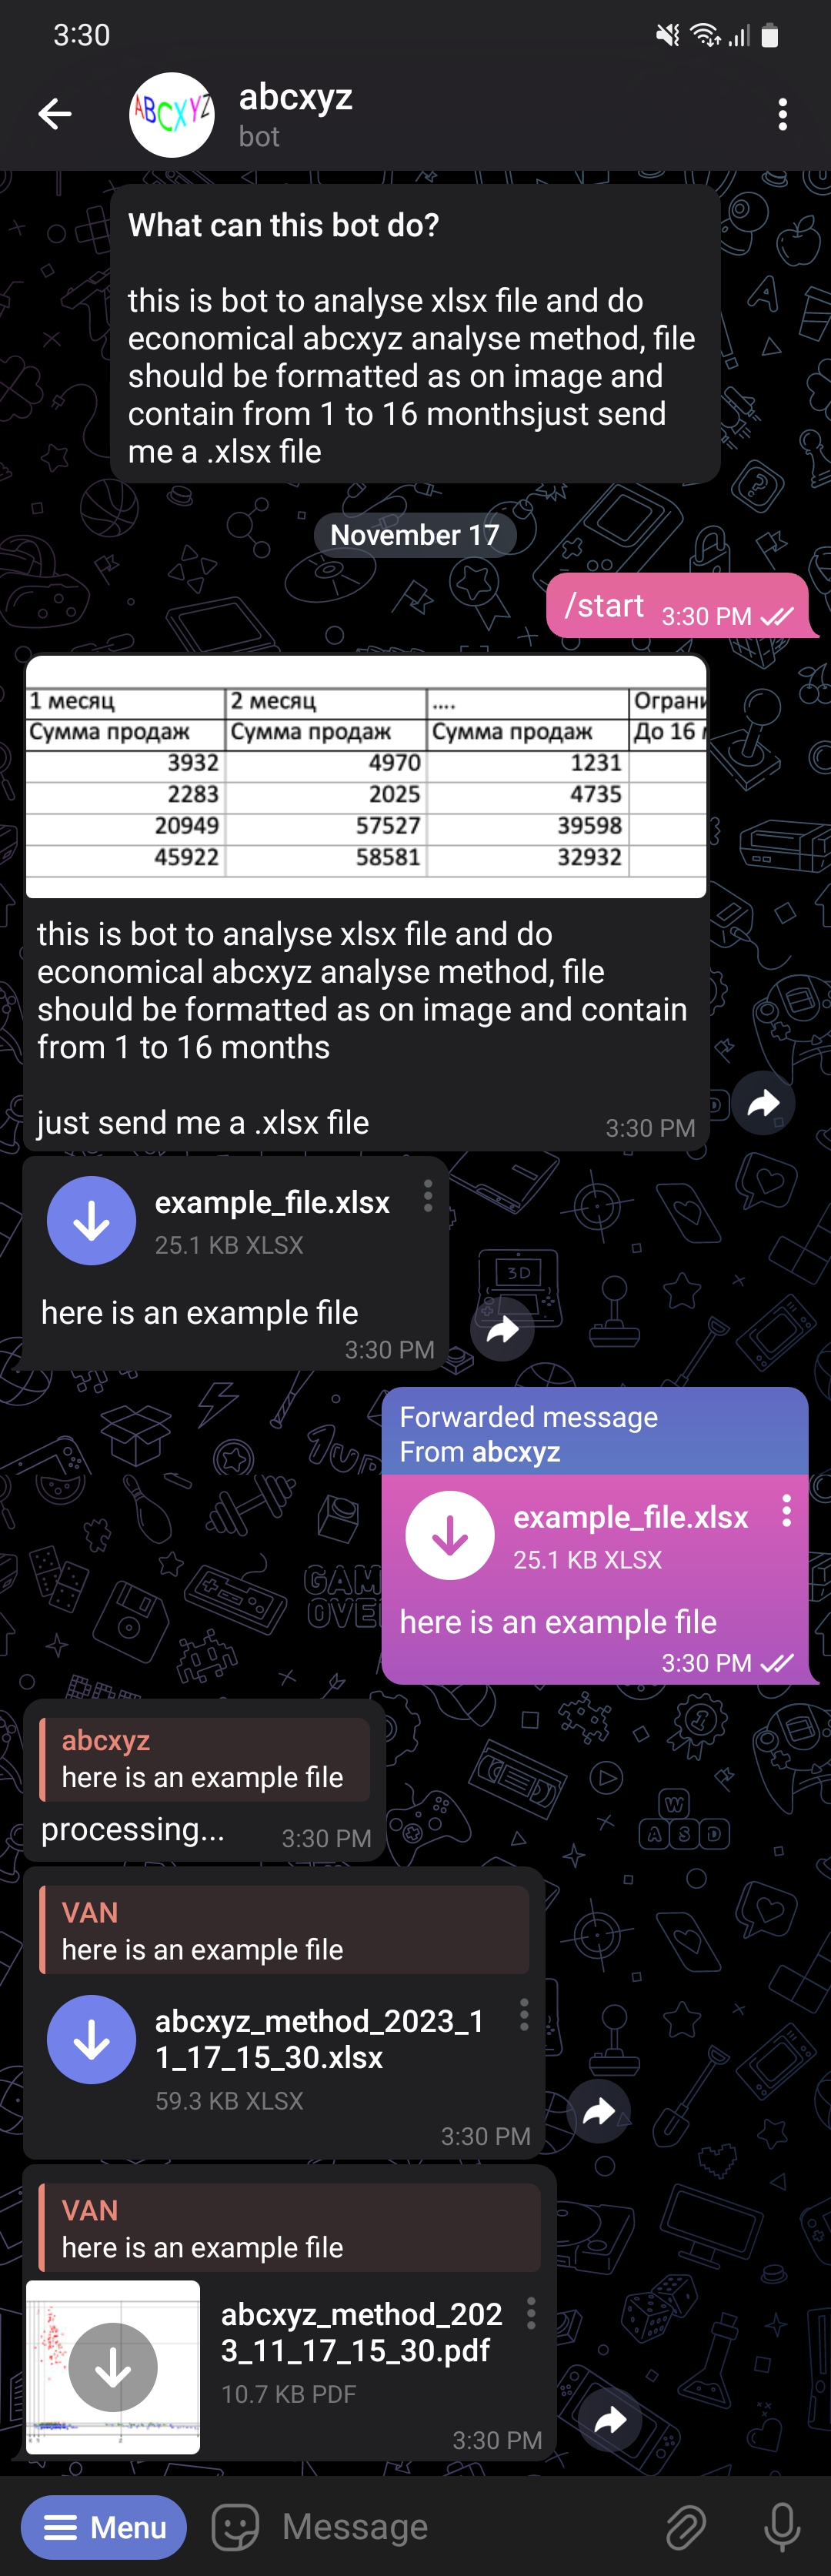 3:30
ABCXYZ
abcxyz
bot
What can this bot do?
this is bot to analyse xlsx file and do
economical abcxyz analyse method, file
should be formatted as on image and
contain from 1 to 16 monthsjust send
me a .xlsx file
November 17
/start 3:30 PM
1 месяц 2 месяц .... Ограни
Сумма продаж Сумма продаж Сумма продаж До 16
3932 4970 1231
2283 2025 4735
20949 57527 39598
45922 58581 32932
this is bot to analyse xlsx file and do
economical abcxyz analyse method, file
should be formatted as on image and contain
from 1 to 16 months
just send me a .xlsx file 3:30 PM
example_file.xlsx
25.1 KB XLSX
here is an example file
3:30 PM
3D
1UP
Forwarded message
From abcxyz
example_file.xlsx
25.1 KB XLSX
GAM
OVE
here is an example file
3:30 PM
abcxyz
here is an example file
processing... 3:30 PM
W
A S D
VAN
here is an example file
abcxyz_method_2023_1
1_17_15_30.xlsx
59.3 KB XLSX
3:30 PM
VAN
here is an example file
abcxyz_method_202
3_11_17_15_30.pdf
10.7 KB PDF
3:30 PM
Menu Message